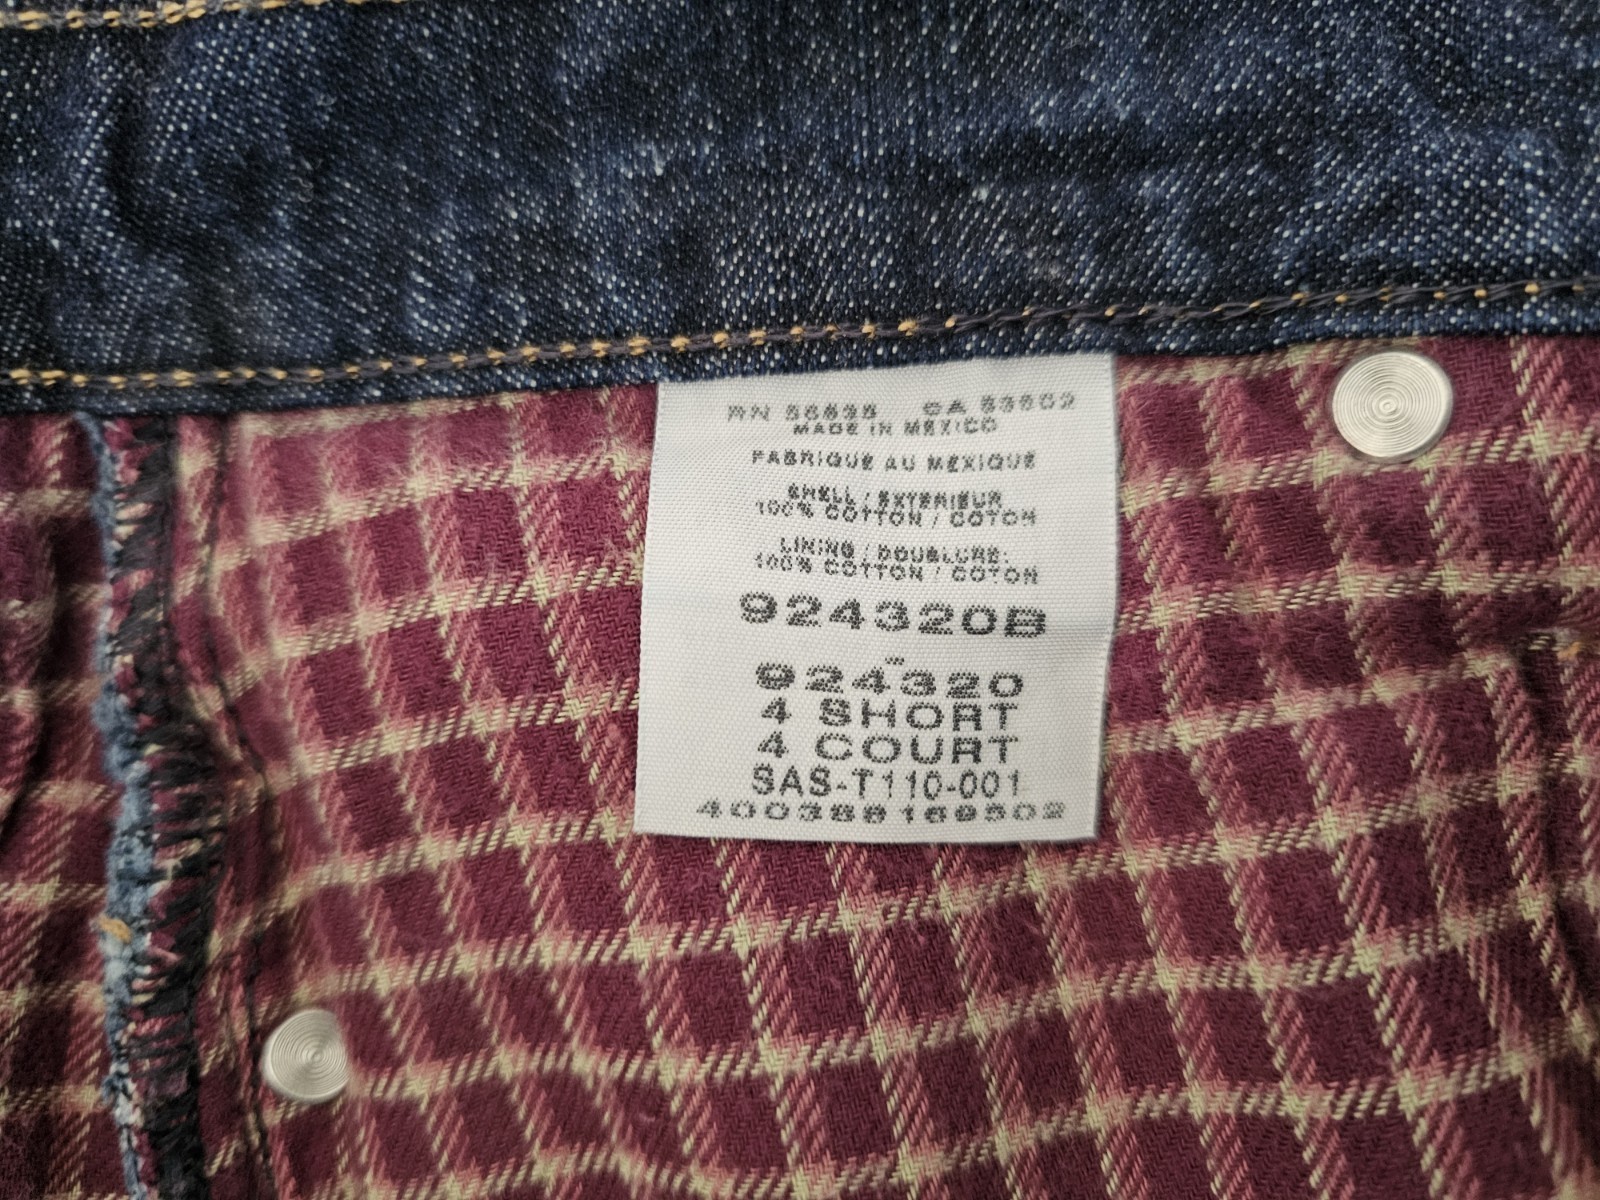 RN 56835 CA 53602
MADE IN MEXICO
FABRIQUE AU MEXIQUE
SHELL / EXTERIEUR
100% COTTON / COTON
LINING / DOUBLURE:
100% COTTON / COTON
924320B
924320
4 SHORT
4 COURT
SAS-T110-001
400388169502